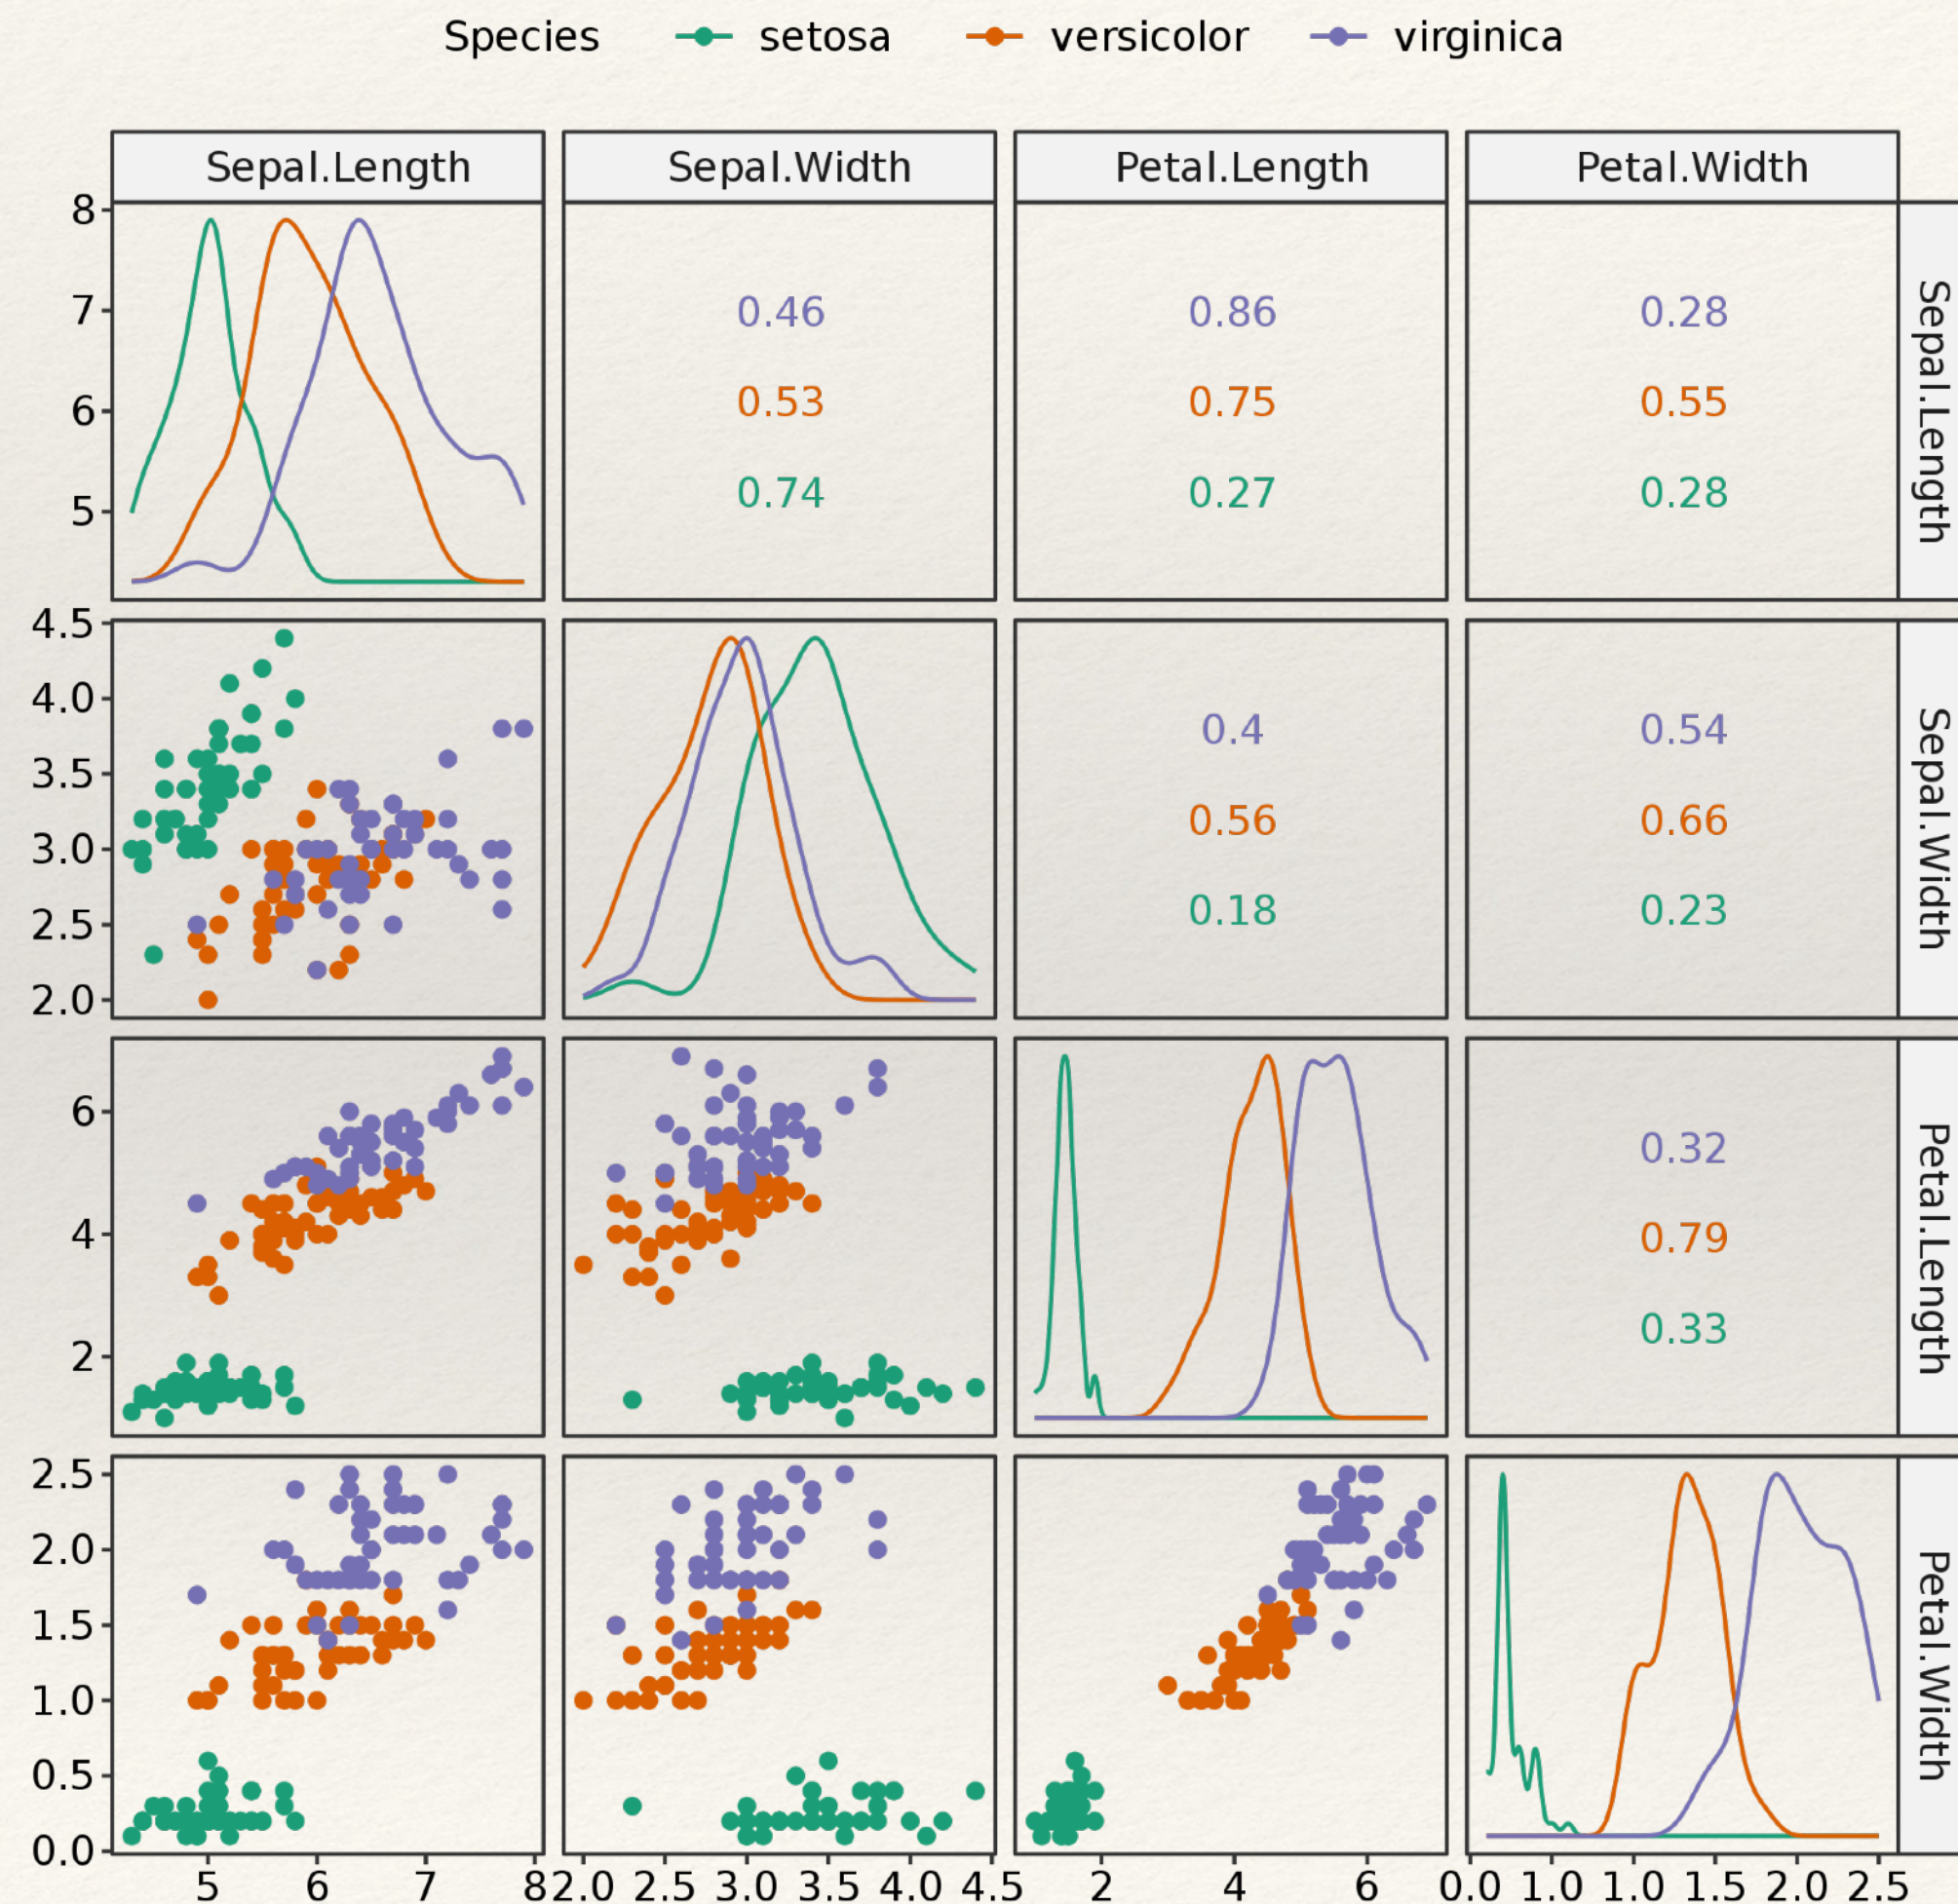 Species setosa versicolor virginica
Sepal.Length Sepal.Width Petal.Length Petal.Width
8
7
6
5
0.46 0.86 0.28
0.53 0.75 0.55
0.74 0.27 0.28
Sepal.Length
4.5
4.0
3.5
3.0
2.5
2.0
0.4 0.54
0.56 0.66
0.18 0.23
Sepal.Width
6
4
2
0.32
0.79
0.33
Petal.Length
2.5
2.0
1.5
1.0
0.5
0.0
Petal.Width
5 6 7 8 2.0 2.5 3.0 3.5 4.0 4.5 2 4 6 0.0 1.0 1.0 1.5 2.0 2.5